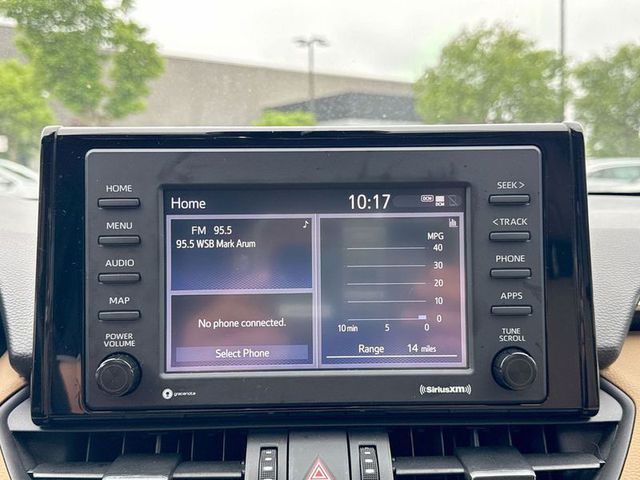 HOME
MENU
AUDIO
MAP
POWER
VOLUME
Home
10:17
DCM
DCM
FM 95.5
95.5 WSB Mark Arum
No phone connected.
Select Phone
MPG
40
30
20
10
0
10 min 5 0
Range 14 miles
SEEK >
< TRACK
PHONE
APPS
TUNE
SCROLL
gracenote
SiriusXM